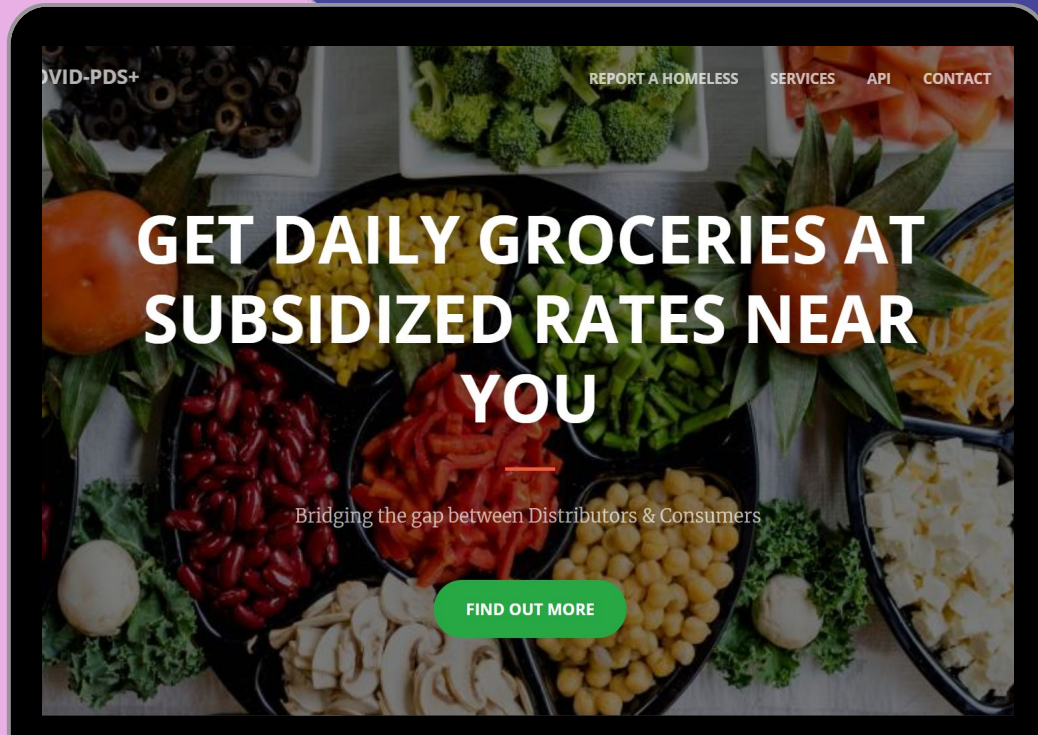 OVID-PDS+
REPORT A HOMELESS SERVICES API CONTACT
GET DAILY GROCERIES AT
SUBSIDIZED RATES NEAR
YOU
Bridging the gap between Distributors & Consumers
FIND OUT MORE